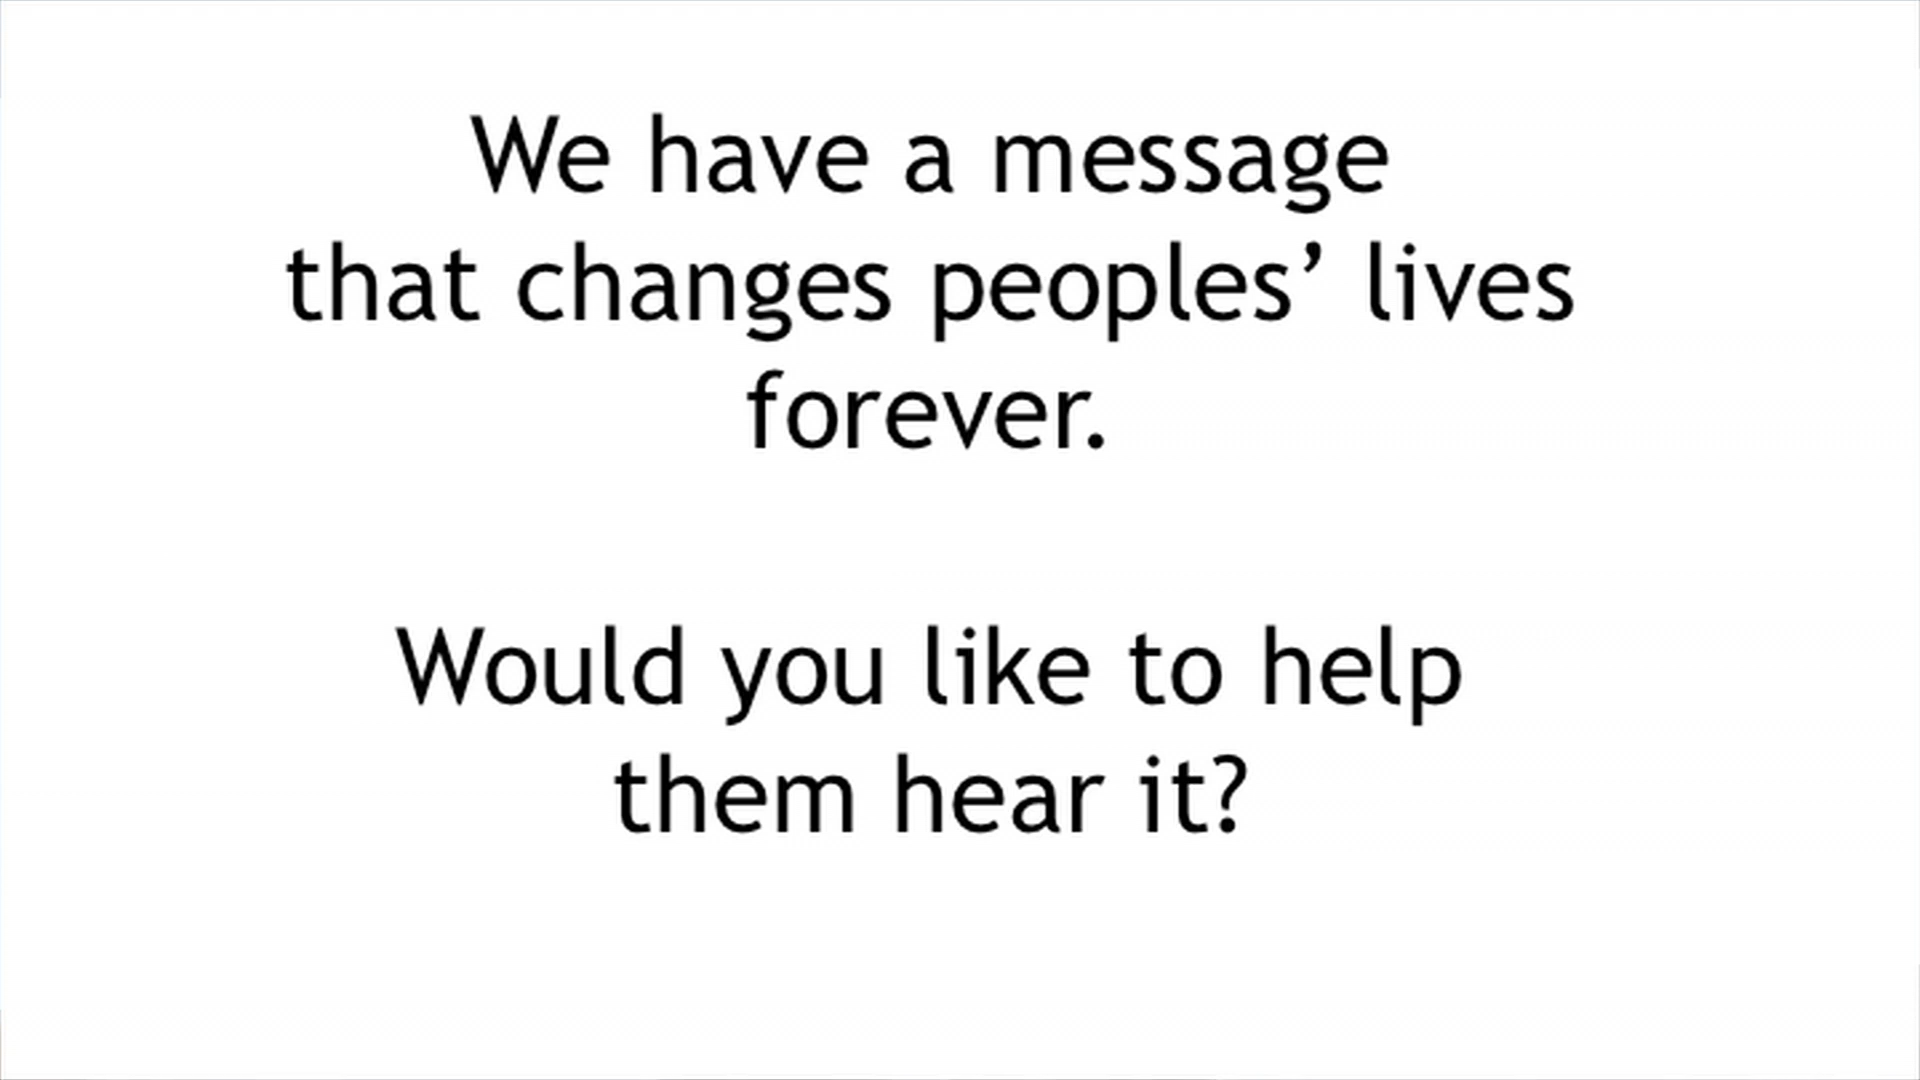 We have a message
that changes peoples’ lives
forever.
Would you like to help
them hear it?